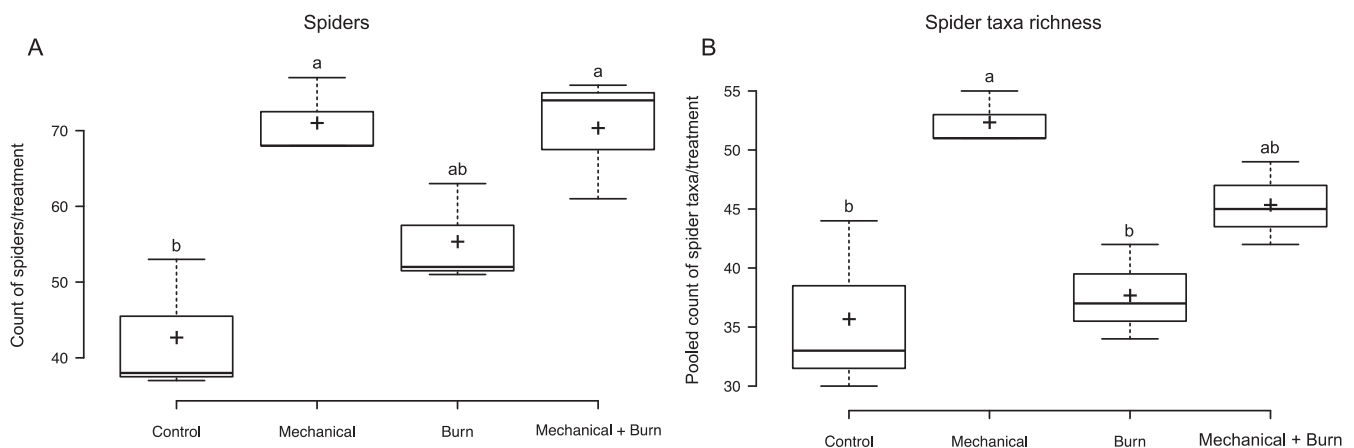 Spiders
A
Count of spiders/treatment
70
60
50
40
b
a
ab
a
Control
Mechanical
Burn
Mechanical + Burn
Spider taxa richness
B
Pooled count of spider taxa/treatment
55
50
45
40
35
30
b
a
b
ab
Control
Mechanical
Burn
Mechanical + Burn